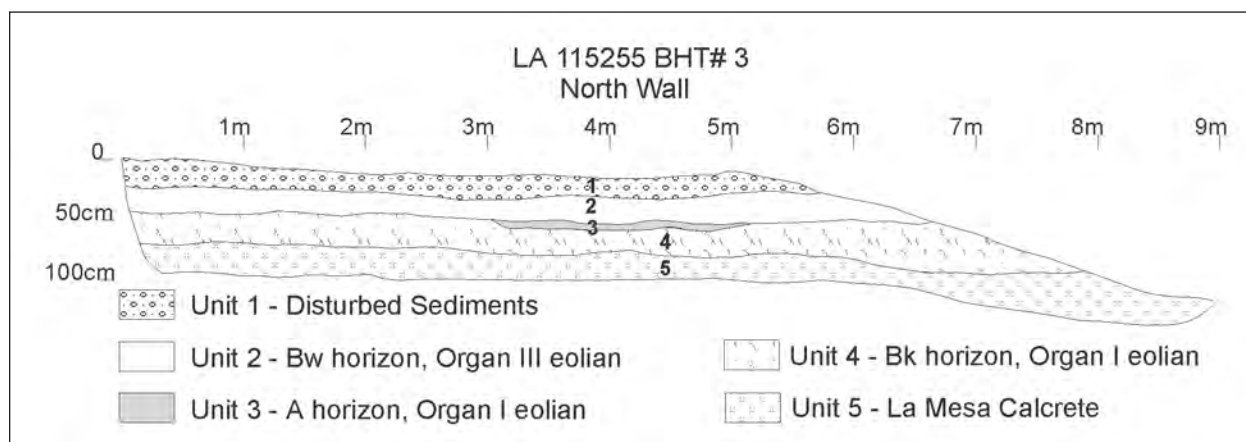 LA 115255 BHT# 3
North Wall
1m 2m 3m 4m 5m 6m 7m 8m 9m
0
1
2
50cm
3
4
5
100cm
Unit 1 - Disturbed Sediments
Unit 2 - Bw horizon, Organ III eolian
Unit 4 - Bk horizon, Organ I eolian
Unit 3 - A horizon, Organ I eolian
Unit 5 - La Mesa Calcrete